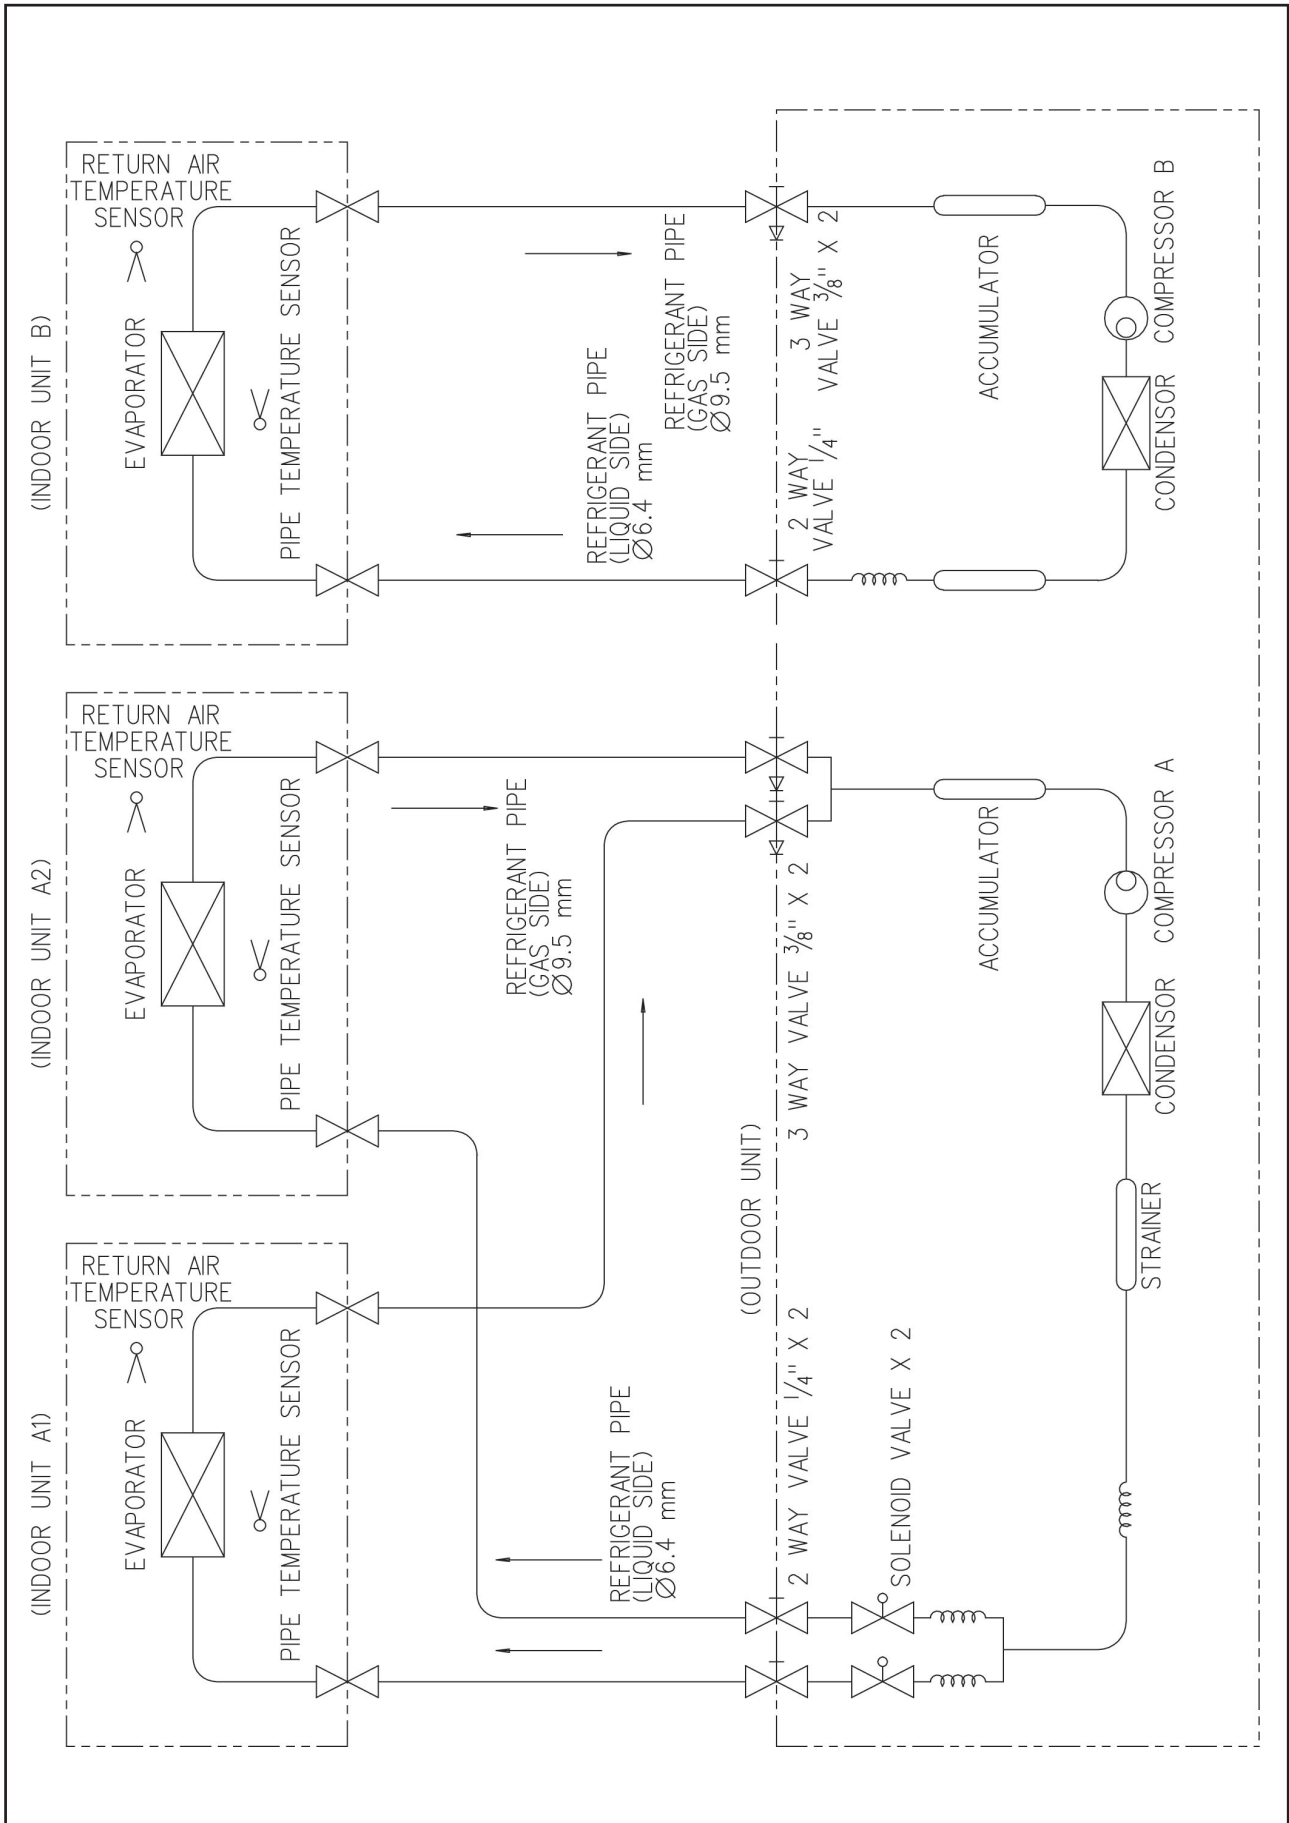 (INDOOR UNIT A1)
RETURN AIR
TEMPERATURE
SENSOR
EVAPORATOR
PIPE TEMPERATURE SENSOR
(INDOOR UNIT A2)
RETURN AIR
TEMPERATURE
SENSOR
EVAPORATOR
PIPE TEMPERATURE SENSOR
(INDOOR UNIT B)
RETURN AIR
TEMPERATURE
SENSOR
EVAPORATOR
PIPE TEMPERATURE SENSOR
REFRIGERANT PIPE
(LIQUID SIDE)
Ø6.4 mm
REFRIGERANT PIPE
(GAS SIDE)
Ø9.5 mm
REFRIGERANT PIPE
(LIQUID SIDE)
Ø6.4 mm
REFRIGERANT PIPE
(GAS SIDE)
Ø9.5 mm
(OUTDOOR UNIT)
2 WAY VALVE 1/4" X 2
3 WAY VALVE 3/8" X 2
2 WAY
VALVE 1/4"
3 WAY
VALVE 3/8" X 2
SOLENOID VALVE X 2
ACCUMULATOR
ACCUMULATOR
STRAINER
CONDENSOR
COMPRESSOR A
CONDENSOR
COMPRESSOR B